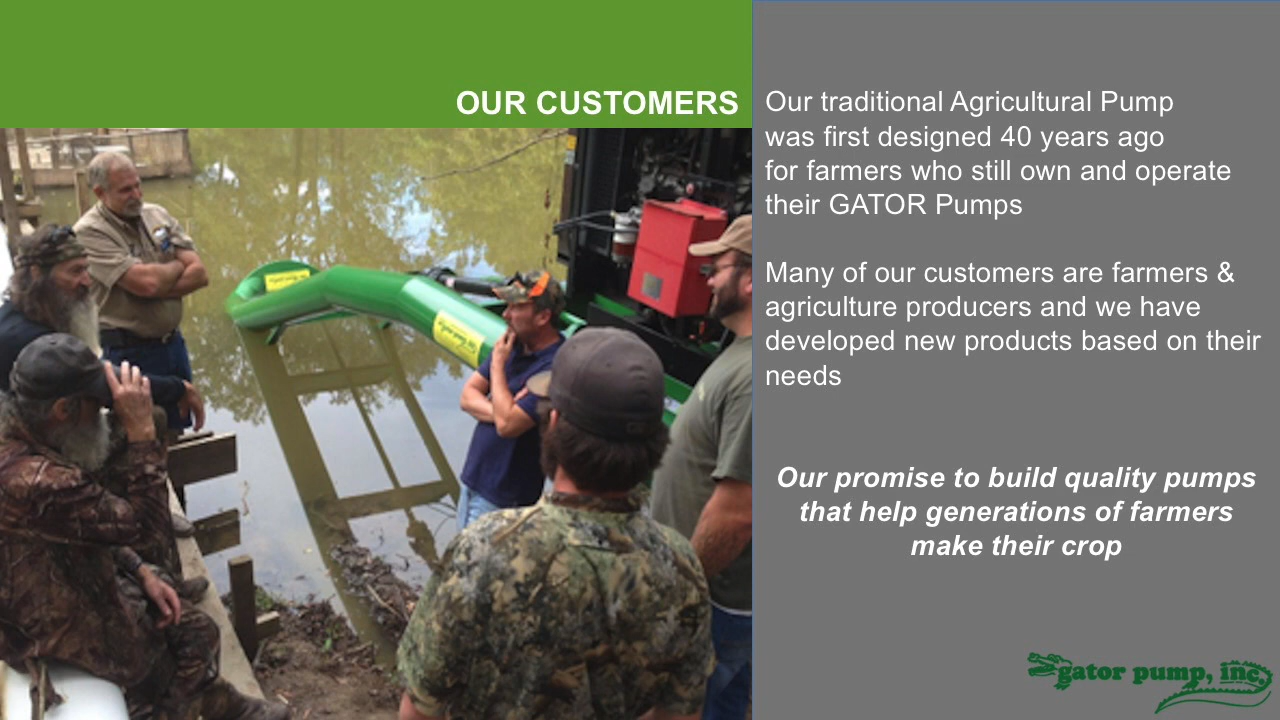 OUR CUSTOMERS
Our traditional Agricultural Pump
was first designed 40 years ago
for farmers who still own and operate
their GATOR Pumps
Many of our customers are farmers &
agriculture producers and we have
developed new products based on their
needs
Our promise to build quality pumps
that help generations of farmers
make their crop
gator pump, inc.